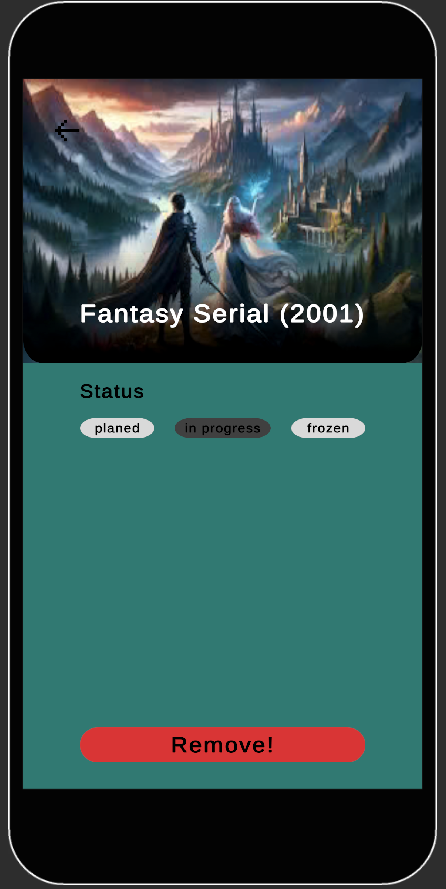 Fantasy Serial (2001)
Status
planed in progress frozen
Remove!